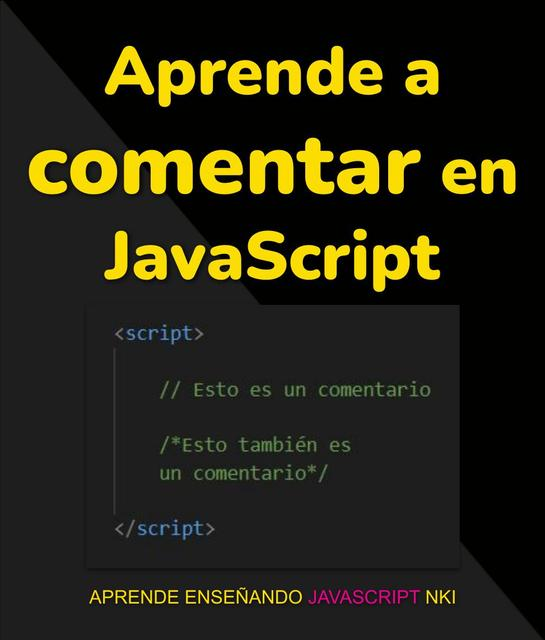 Aprende a
comentar en
JavaScript
<script>
// Esto es un comentario
/*Esto también es
un comentario*/
</script>
APRENDE ENSEÑANDO JAVASCRIPT NKI